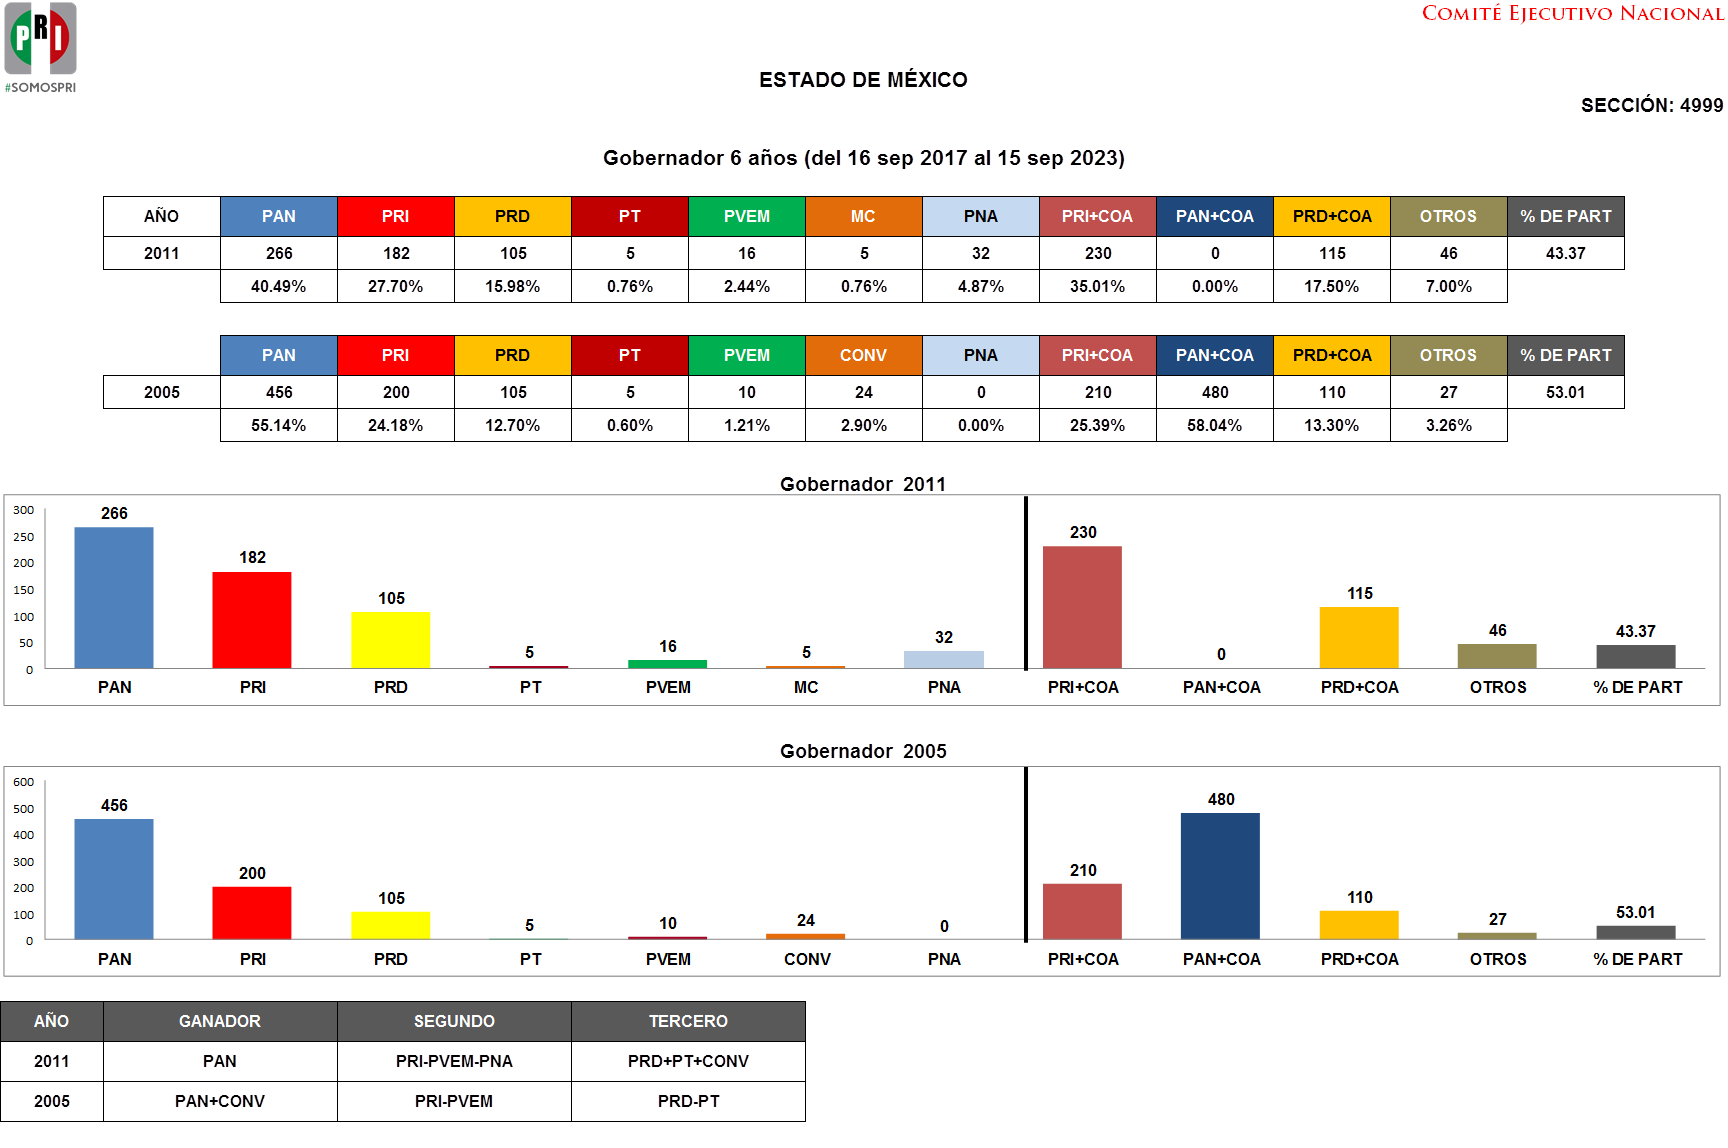 PRI
#SOMOSPRI
COMITÉ EJECUTIVO NACIONAL
ESTADO DE MÉXICO
SECCIÓN: 4999
Gobernador 6 años (del 16 sep 2017 al 15 sep 2023)
AÑO PAN PRI PRD PT PVEM MC PNA PRI+COA PAN+COA PRD+COA OTROS % DE PART
2011 266 182 105 5 16 5 32 230 0 115 46 43.37
40.49% 27.70% 15.98% 0.76% 2.44% 0.76% 4.87% 35.01% 0.00% 17.50% 7.00%
PAN PRI PRD PT PVEM CONV PNA PRI+COA PAN+COA PRD+COA OTROS % DE PART
2005 456 200 105 5 10 24 0 210 480 110 27 53.01
55.14% 24.18% 12.70% 0.60% 1.21% 2.90% 0.00% 25.39% 58.04% 13.30% 3.26%
Gobernador 2011
300
250
200
150
100
50
0
266 182 105 5 16 5 32 230 0 115 46 43.37
PAN PRI PRD PT PVEM MC PNA PRI+COA PAN+COA PRD+COA OTROS % DE PART
Gobernador 2005
600
500
400
300
200
100
0
456 200 105 5 10 24 0 210 480 110 27 53.01
PAN PRI PRD PT PVEM CONV PNA PRI+COA PAN+COA PRD+COA OTROS % DE PART
AÑO GANADOR SEGUNDO TERCERO
2011 PAN PRI-PVEM-PNA PRD+PT+CONV
2005 PAN+CONV PRI-PVEM PRD-PT